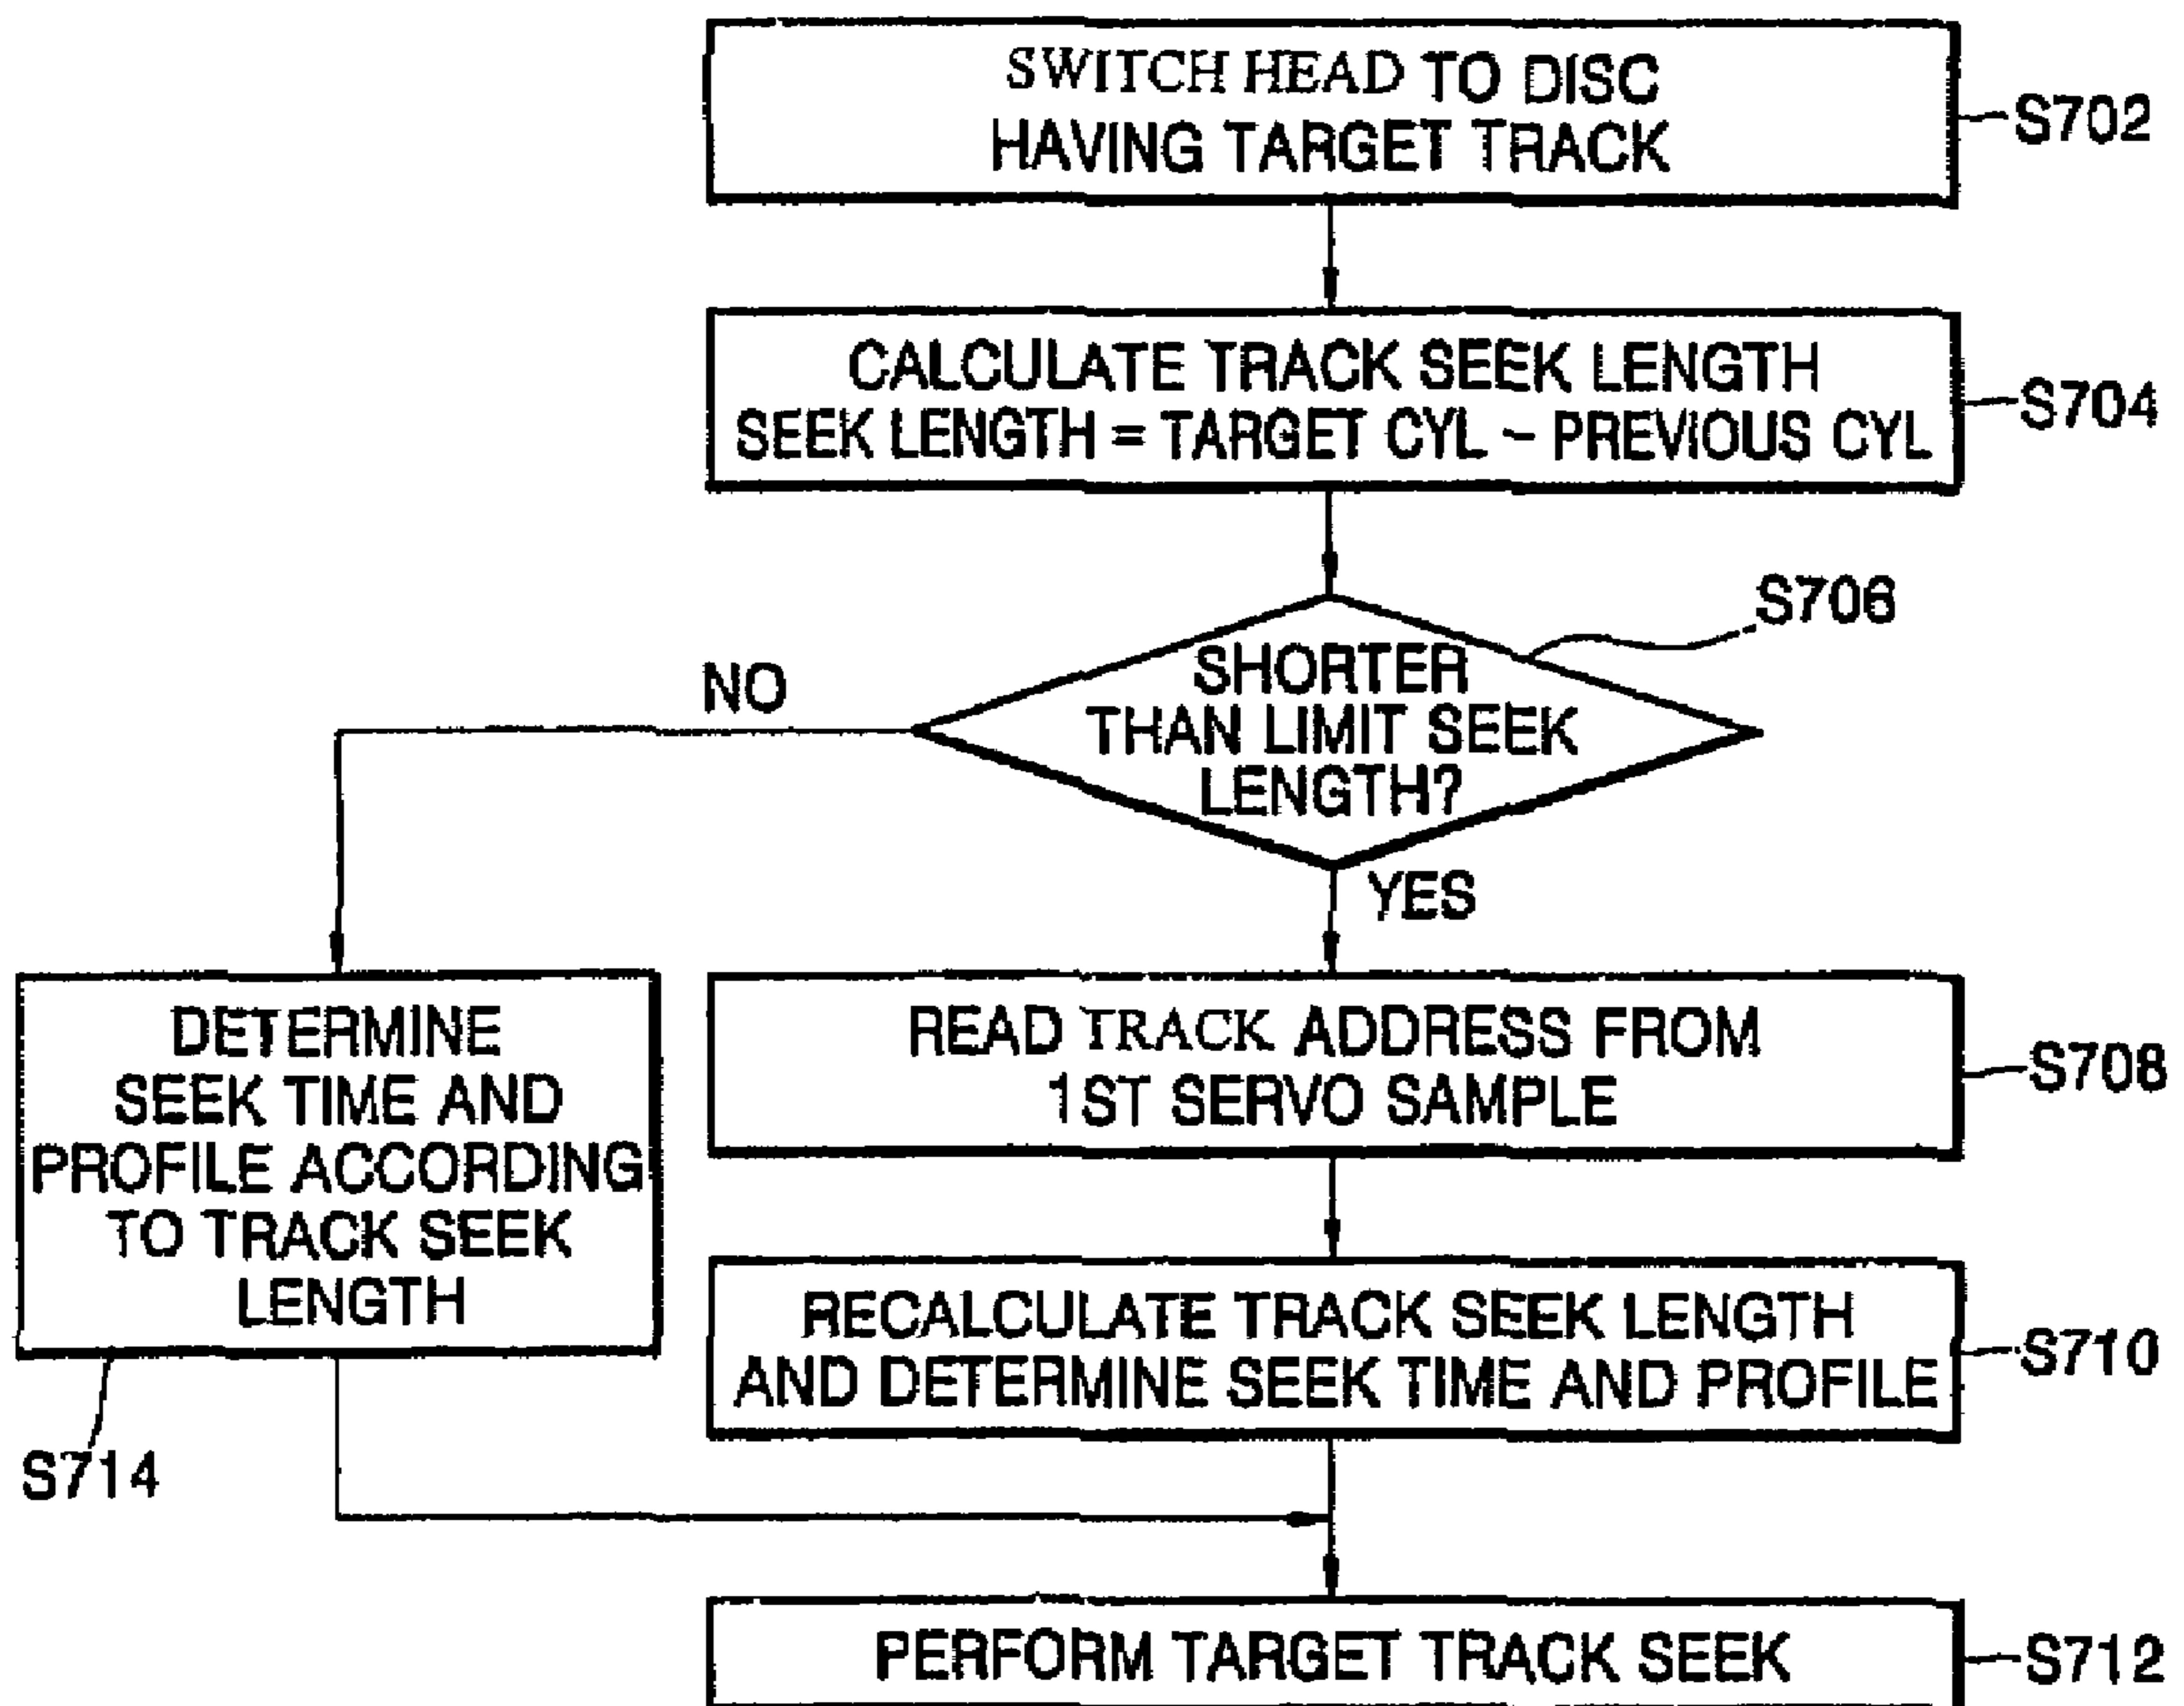 SWITCH HEAD TO DISC
HAVING TARGET TRACK
S702
CALCULATE TRACK SEEK LENGTH
SEEK LENGTH = TARGET CYL ~ PREVIOUS CYL
S704
S706
SHORTER
THAN LIMIT SEEK
LENGTH?
NO
YES
DETERMINE
SEEK TIME AND
PROFILE ACCORDING
TO TRACK SEEK
LENGTH
S714
READ TRACK ADDRESS FROM
1ST SERVO SAMPLE
S708
RECALCULATE TRACK SEEK LENGTH
AND DETERMINE SEEK TIME AND PROFILE
S710
PERFORM TARGET TRACK SEEK
S712